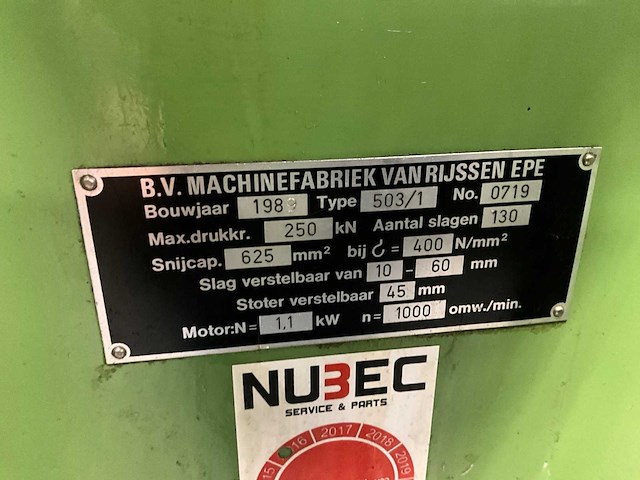 B.V. MACHINEFABRIEK VAN RIJSSEN EPE
Bouwjaar 1989 Type 503/1 No. 0719
Max.drukkr. 250 kN Aantal slagen 130
Snijcap. 625 mm² bij = 400 N/mm²
Slag verstelbaar van 10 - 60 mm
Stoter verstelbaar 45 mm
Motor:N= 1,1 kW n= 1000 omw./min.
NUBEC
SERVICE & PARTS
2017 2018 2019